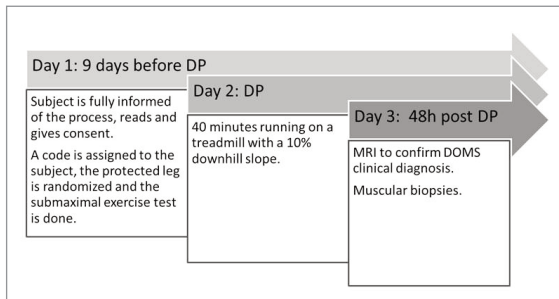 Day 1: 9 days before DP
Subject is fully informed
of the process, reads and
gives consent.
A code is assigned to the
subject, the protected leg
is randomized and the
submaximal exercise test
is done.
Day 2: DP
40 minutes running on a
treadmill with a 10%
downhill slope.
Day 3: 48h post DP
MRI to confirm DOMS
clinical diagnosis.
Muscular biopsies.